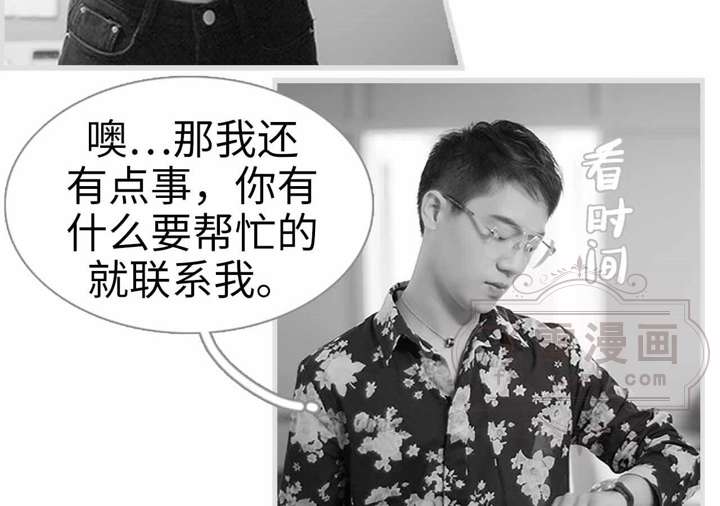 噢…那我还
有点事，你有
什么要帮忙的
就联系我。
看时间
漫画
.com